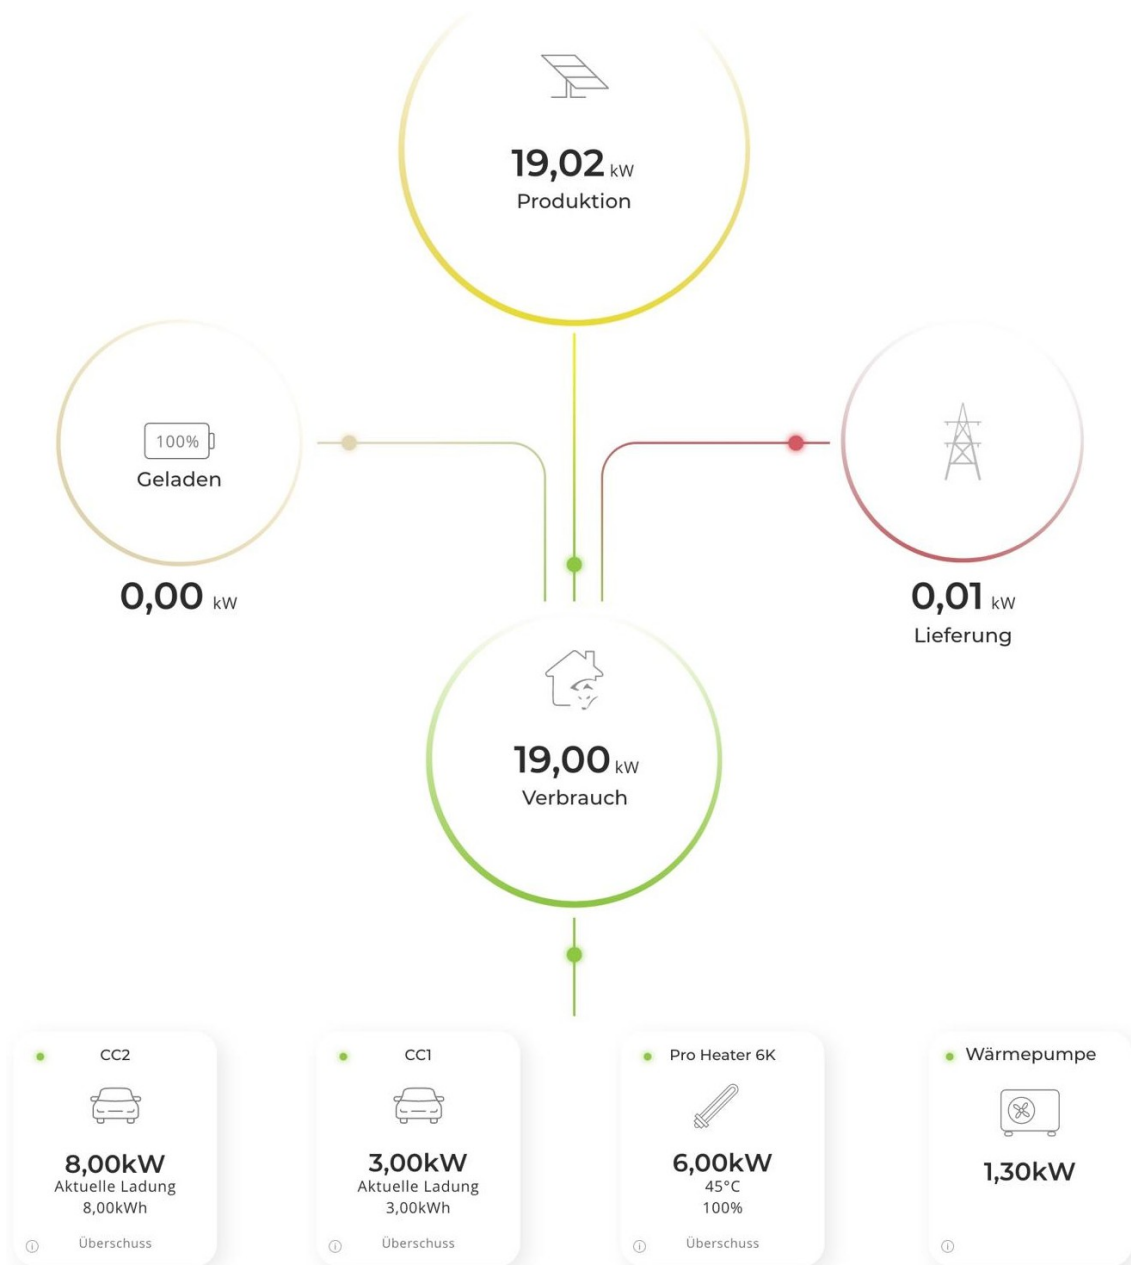 19,02 kW
Produktion
100%
Geladen
0,00 kW
0,01 kW
Lieferung
19,00 kW
Verbrauch
CC2
8,00kW
Aktuelle Ladung
8,00kWh
Überschuss
CC1
3,00kW
Aktuelle Ladung
3,00kWh
Überschuss
Pro Heater 6K
6,00kW
45°C
100%
Überschuss
Wärmepumpe
1,30kW